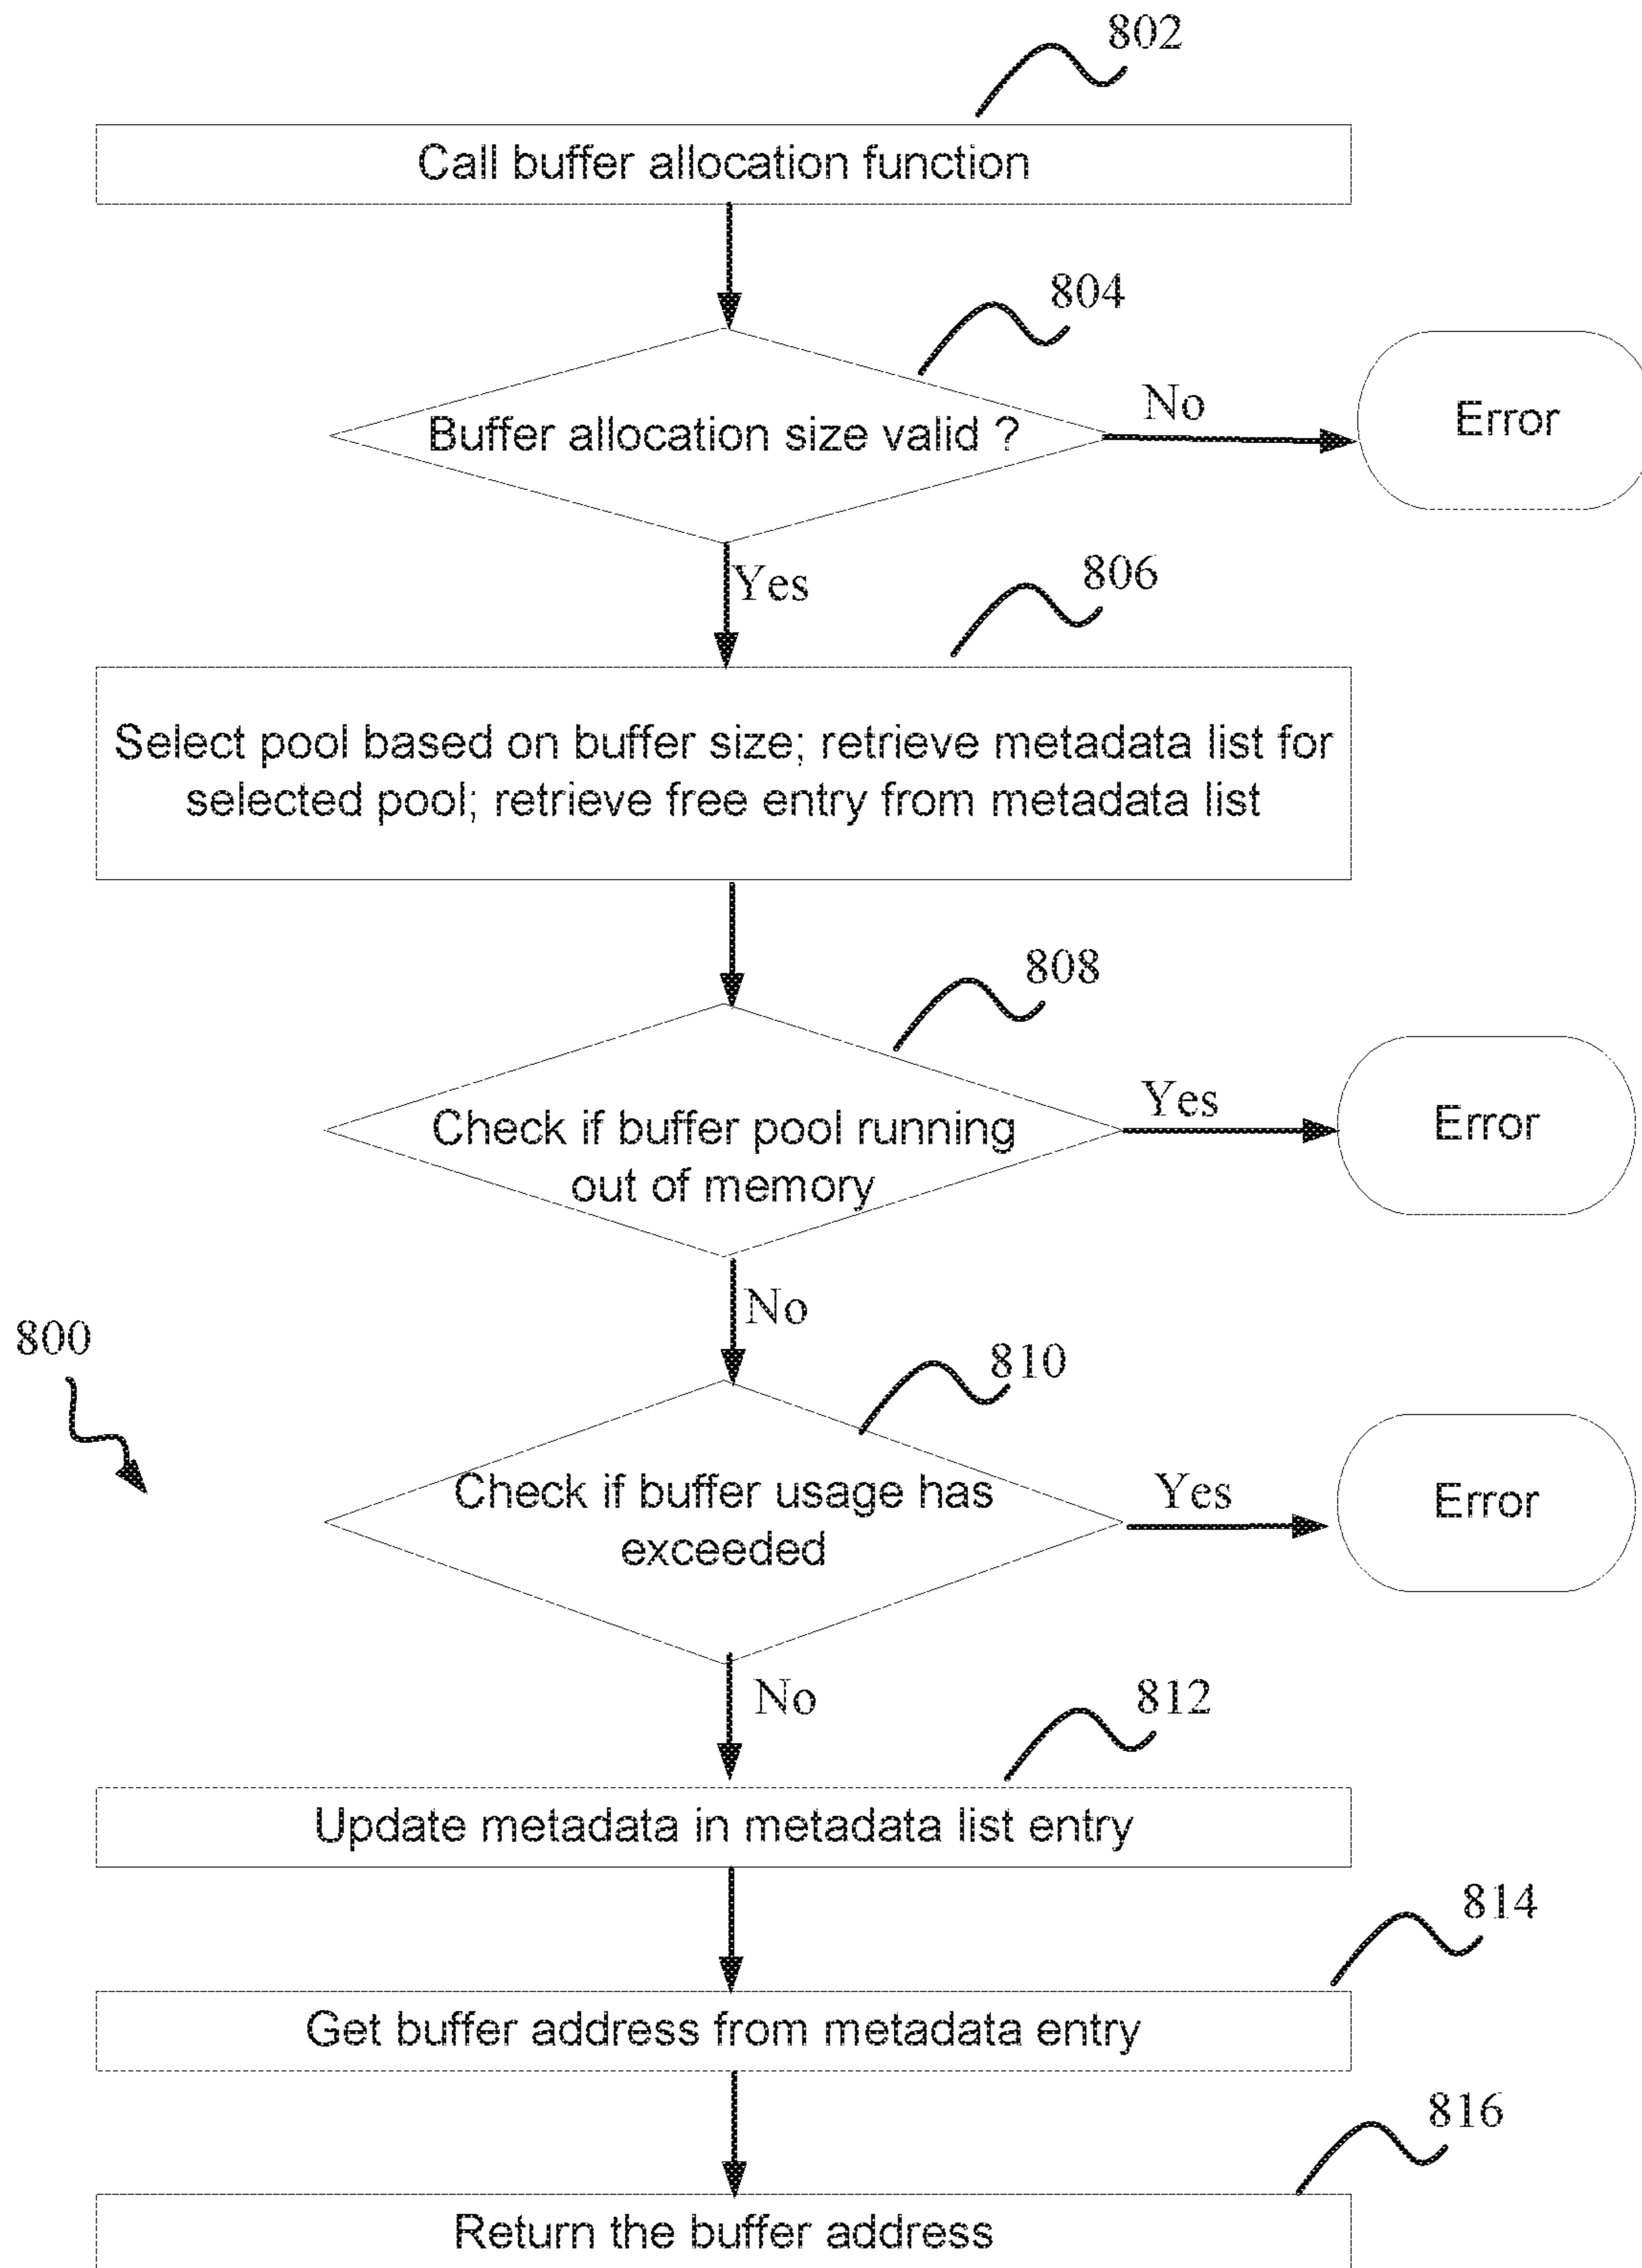 802
Call buffer allocation function
804
Buffer allocation size valid ?
No
Error
Yes
806
Select pool based on buffer size; retrieve metadata list for
selected pool; retrieve free entry from metadata list
808
Check if buffer pool running
out of memory
Yes
Error
No
800
810
Check if buffer usage has
exceeded
Yes
Error
No
812
Update metadata in metadata list entry
814
Get buffer address from metadata entry
816
Return the buffer address